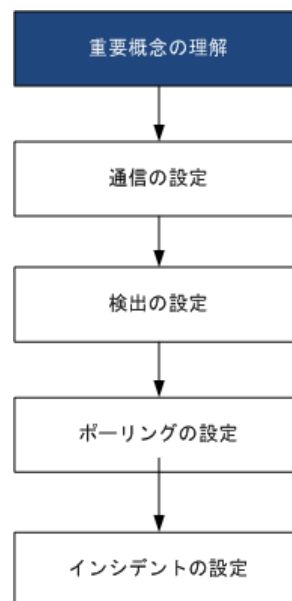 重要概念の理解
通信の設定
検出の設定
ポーリングの設定
インシデントの設定